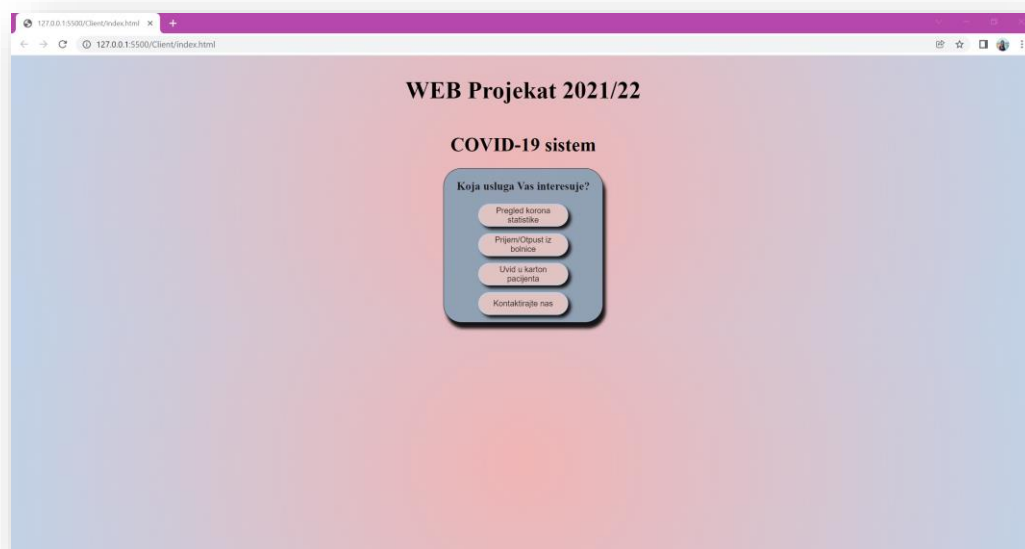 127.0.0.1:5500/Client/index.html
127.0.0.1:5500/Client/index.html
WEB Projekat 2021/22
COVID-19 sistem
Koja usluga Vas interesuje?
Pregled korona
statistike
Prijem/Otpust iz
bolnice
Uvid u karton
pacijenta
Kontaktirajte nas